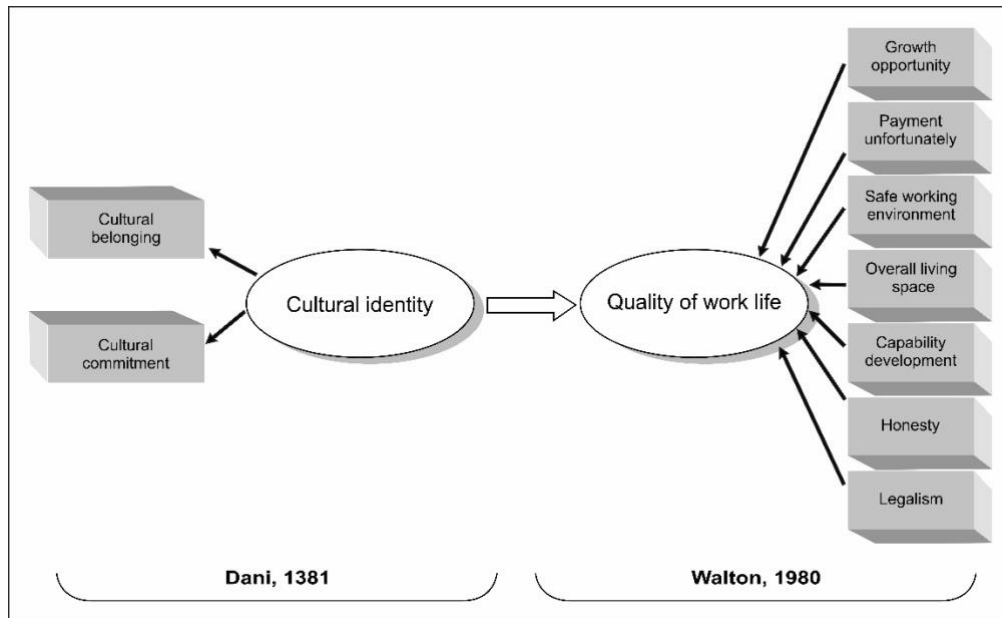 Growth
opportunity
Payment
unfortunately
Safe working
environment
Cultural
belonging
Overall living
space
Cultural identity
Quality of work life
Cultural
commitment
Capability
development
Honesty
Legalism
Dani, 1381
Walton, 1980